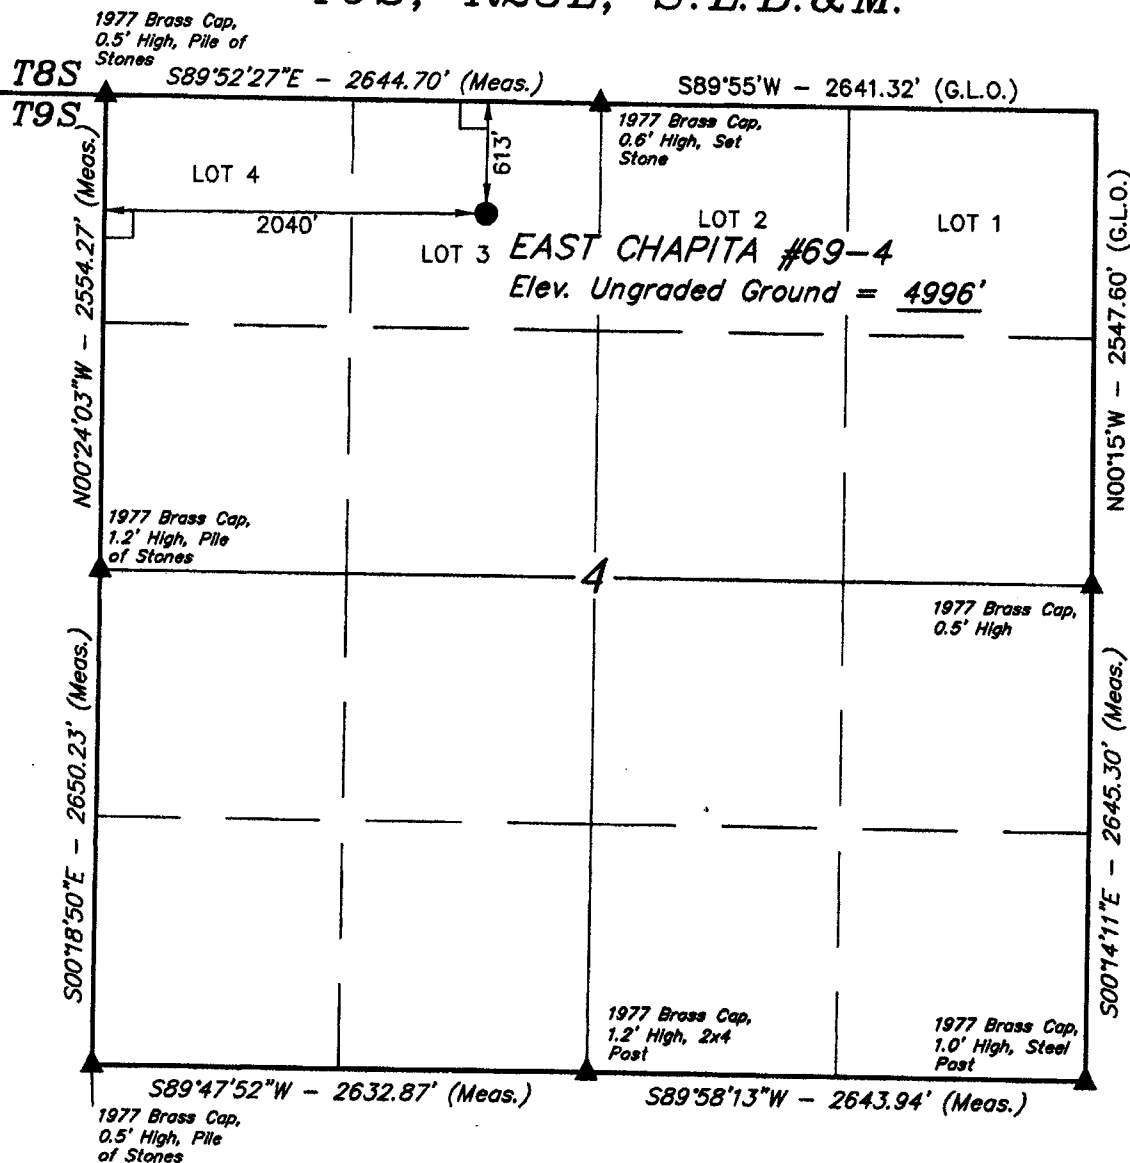 S.L.B.&M.
1977 Brass Cap,
0.5' High, Pile of
Stones
T8S
S89°52'27"E - 2644.70' (Meas.)
S89°55'W - 2641.32' (G.L.O.)
T9S
1977 Brass Cap,
0.6' High, Set
Stone
613'
LOT 4
2040'
LOT 3
LOT 2
LOT 1
EAST CHAPITA #69-4
Elev. Ungraded Ground = 4996'
N00°24'03"W - 2554.27' (Meas.)
N00°15'W - 2547.60' (G.L.O.)
1977 Brass Cap,
1.2' High, Pile
of Stones
4
1977 Brass Cap,
0.5' High
S00°18'50"E - 2650.23' (Meas.)
S00°14'11"E - 2645.30' (Meas.)
1977 Brass Cap,
1.2' High, 2x4
Post
1977 Brass Cap,
1.0' High, Steel
Post
S89°47'52"W - 2632.87' (Meas.)
S89°58'13"W - 2643.94' (Meas.)
1977 Brass Cap,
0.5' High, Pile
of Stones